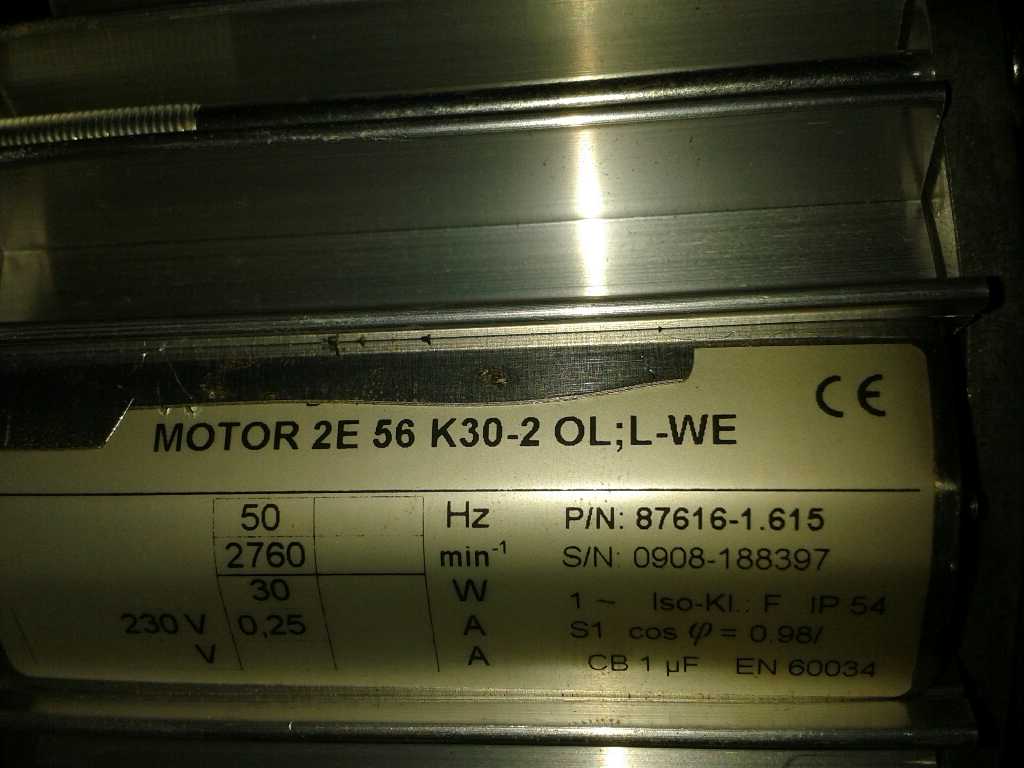 CE
MOTOR 2E 56 K30-2 OL;L-WE
50 Hz P/N: 87616-1.615
2760 min⁻¹ S/N: 0908-188397
30 W 1 ~ Iso-Kl.: F IP 54
230 V 0,25 A S1 cos φ = 0.98/
V A CB 1 µF EN 60034